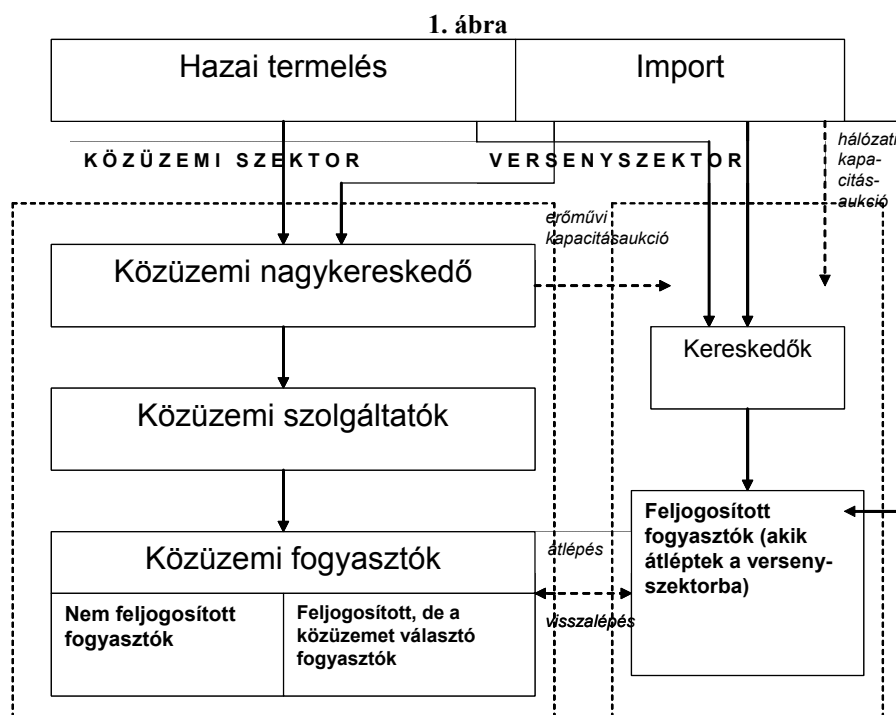 1. ábra
Hazai termelés
Import
KÖZÜZEMI SZEKTOR
VERSENYSZEKTOR
hálózati
kapa-
citás-
aukció
erőművi
kapacitásaukció
Közüzemi nagykereskedő
Kereskedők
Közüzemi szolgáltatók
Feljogosított
fogyasztók (akik
átléptek a verseny-
szektorba)
Közüzemi fogyasztók
átlépés
visszalépés
Nem feljogosított
fogyasztók
Feljogosított, de a
közüzemet választó
fogyasztók